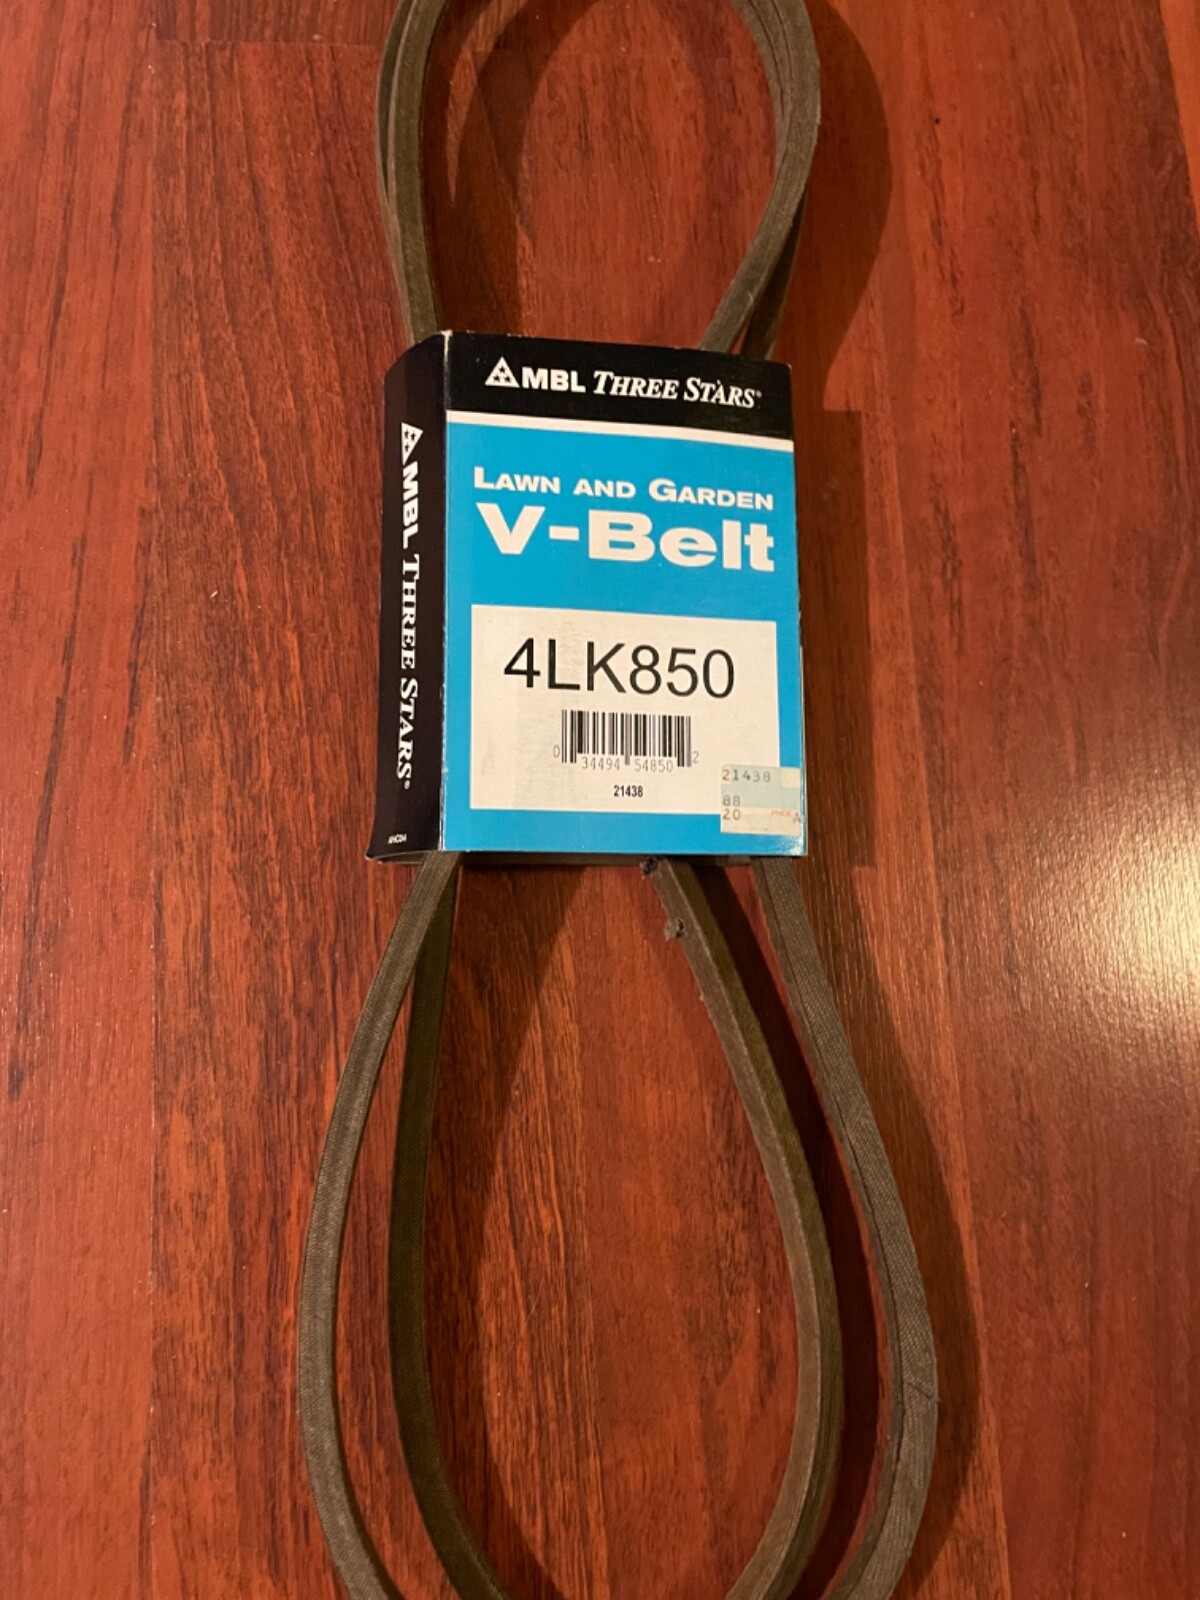 MBL THREE STARS®
LAWN AND GARDEN
V-Belt
4LK850
0 34494 54850 2
21438
21438
88
20 A
MBL THREE STARS®